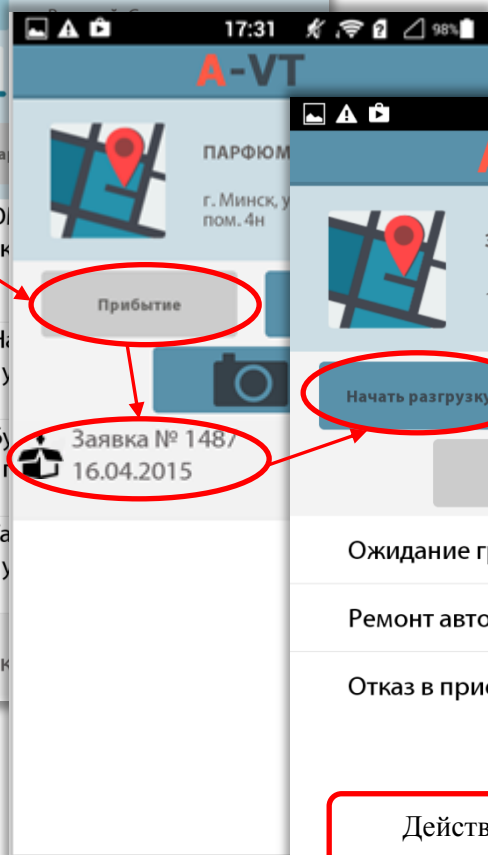 17:31
98%
A-VT
ПАРФЮМ
г. Минск, у
пом. 4н
Прибытие
Заявка № 1487
16.04.2015
Начать разгрузку
Ожидание г
Ремонт авто
Отказ в при
Действ